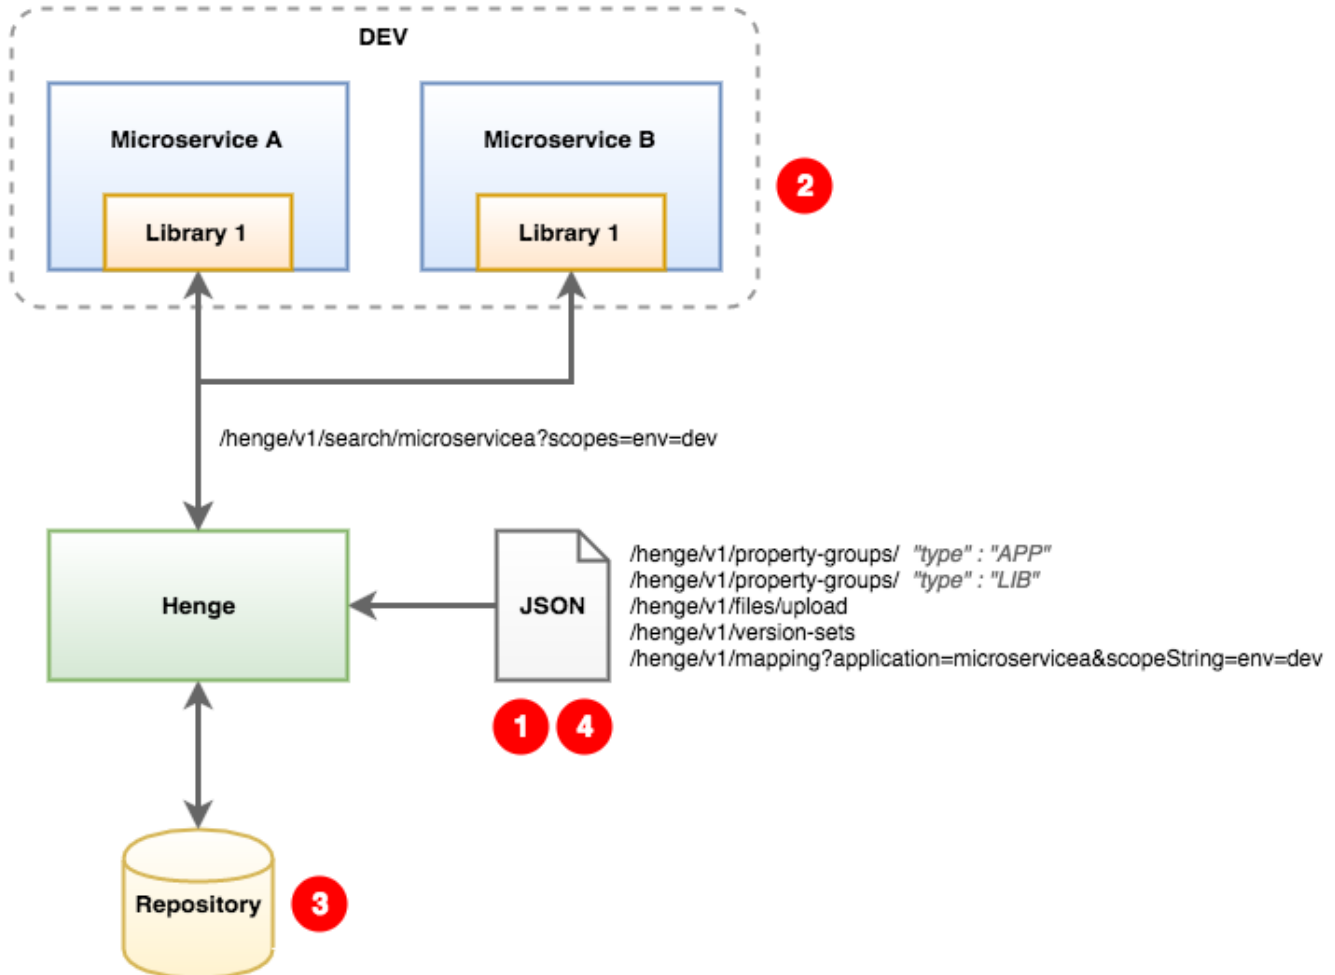 DEV
Microservice A
Microservice B
2
Library 1
Library 1
/henge/v1/search/microservicea?scopes=env=dev
Henge
JSON
/henge/v1/property-groups/ "type" : "APP"
/henge/v1/property-groups/ "type" : "LIB"
/henge/v1/files/upload
/henge/v1/version-sets
/henge/v1/mapping?application=microservicea&scopeString=env=dev
1
4
Repository
3